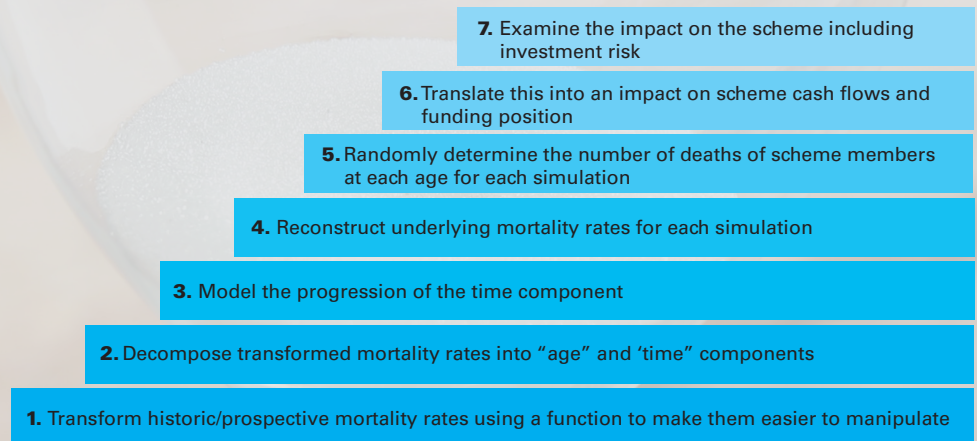 7. Examine the impact on the scheme including
investment risk
6. Translate this into an impact on scheme cash flows and
funding position
5. Randomly determine the number of deaths of scheme members
at each age for each simulation
4. Reconstruct underlying mortality rates for each simulation
3. Model the progression of the time component
2. Decompose transformed mortality rates into “age” and ‘time” components
1. Transform historic/prospective mortality rates using a function to make them easier to manipulate